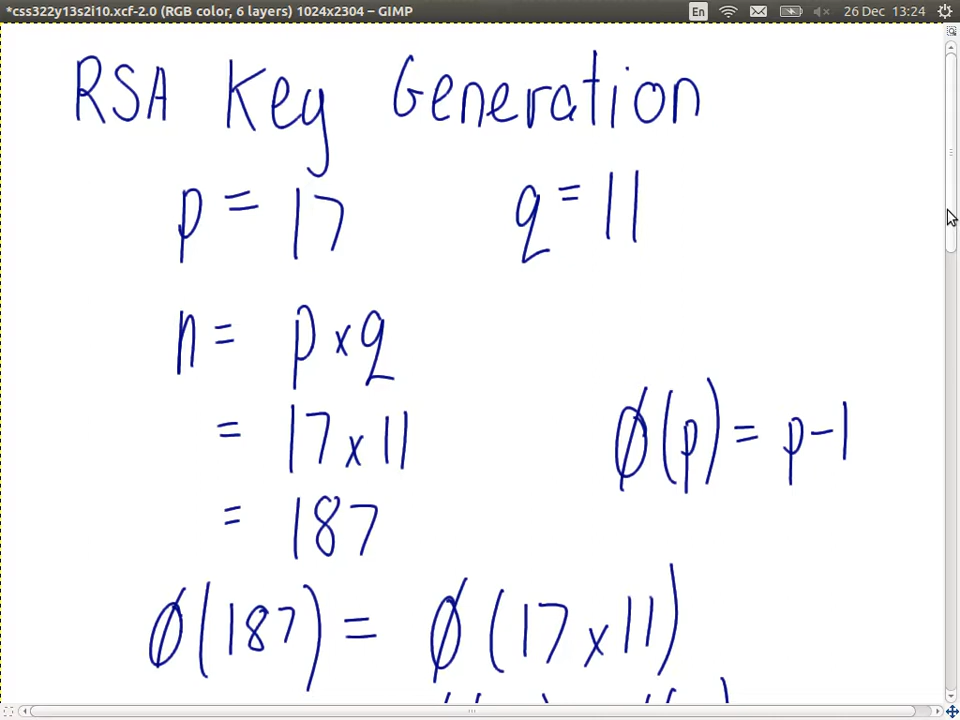 *css322y13s2i10.xcf-2.0 (RGB color, 6 layers) 1024x2304 – GIMP En 26 Dec 13:24
RSA Key Generation
p = 17 q = 11
n = p x q
= 17 x 11 ø(p) = p - 1
= 187
ø(187) = ø(17 x 11)